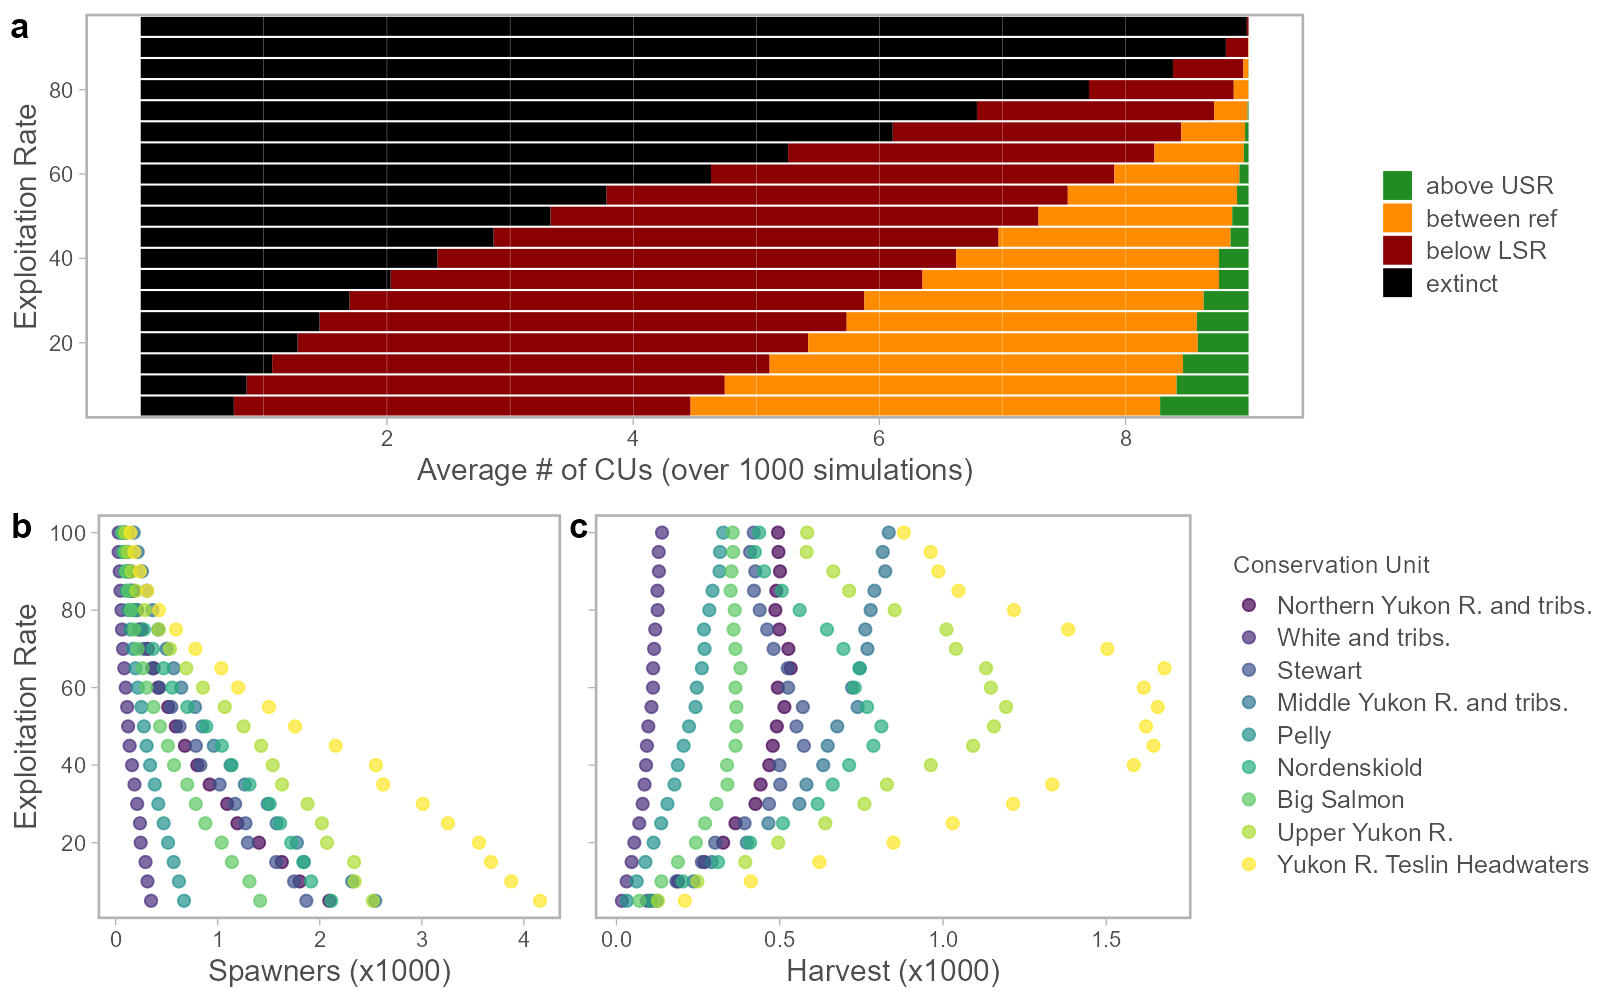 a
Exploitation Rate
80
60
40
20
2 4 6 8
Average # of CUs (over 1000 simulations)
above USR
between ref
below LSR
extinct
b
Exploitation Rate
100
80
60
40
20
0 1 2 3 4
Spawners (x1000)
c
0.0 0.5 1.0 1.5
Harvest (x1000)
Conservation Unit
Northern Yukon R. and tribs.
White and tribs.
Stewart
Middle Yukon R. and tribs.
Pelly
Nordenskiold
Big Salmon
Upper Yukon R.
Yukon R. Teslin Headwaters